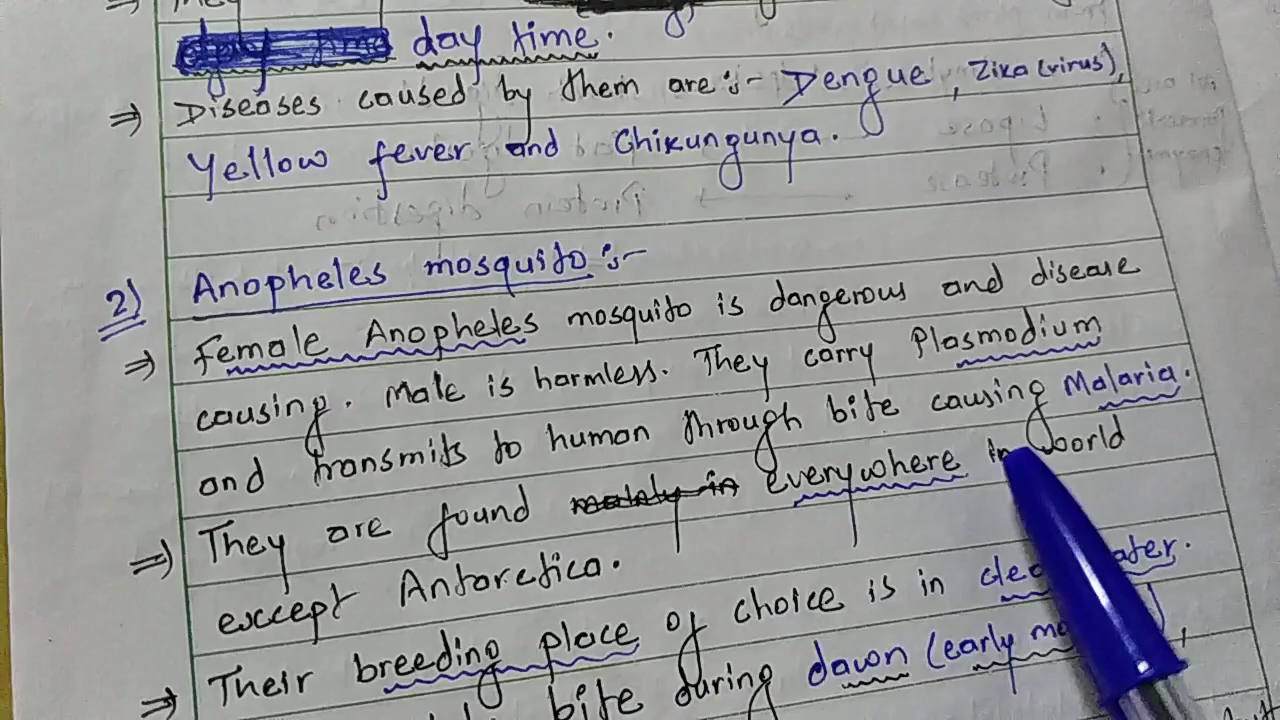 day time.
⇒ Diseases caused by them are :- Dengue, Zika (virus),
Yellow fever and Chikungunya.
2) Anopheles mosquito :-
⇒ Female Anopheles mosquito is dangerous and disease
causing. Male is harmless. They carry Plasmodium
and transmits to human through bite causing Malaria.
⇒ They are found mainly in everywhere in world
except Antarctica.
⇒ Their breeding place of choice is in
bite during dawn (early